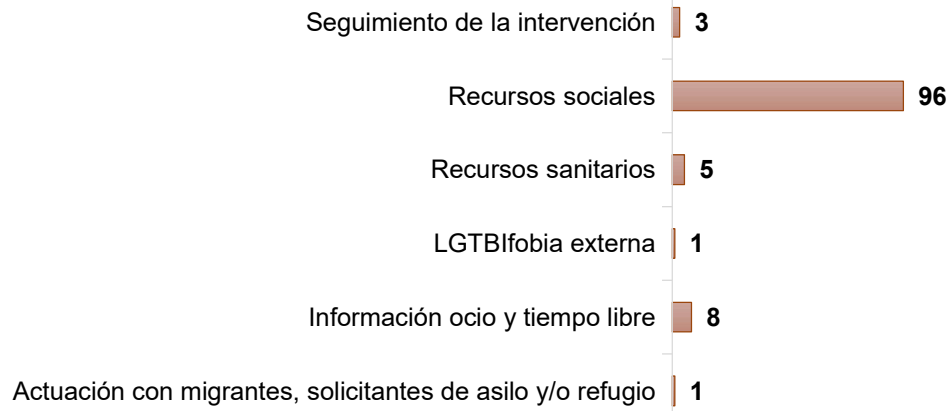 Seguimiento de la intervención 3
Recursos sociales 96
Recursos sanitarios 5
LGTBIfobia externa 1
Información ocio y tiempo libre 8
Actuación con migrantes, solicitantes de asilo y/o refugio 1